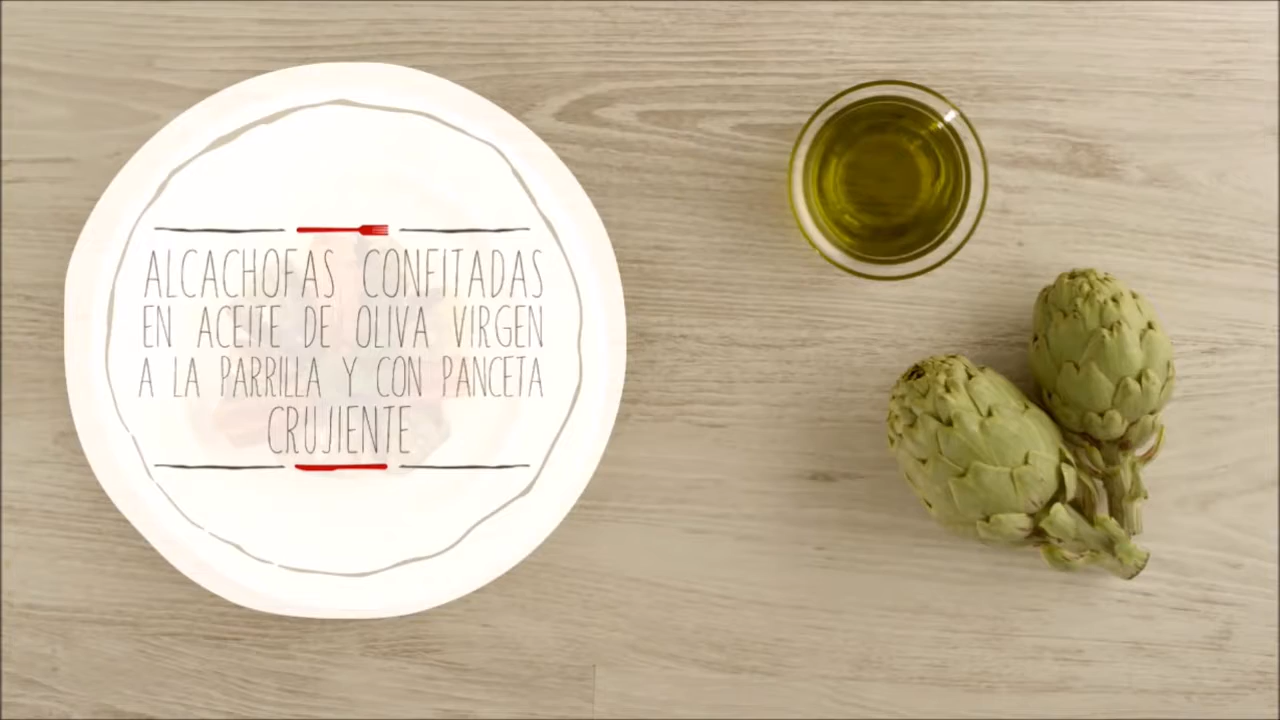 ALCACHOFAS CONFITADAS
EN ACEITE DE OLIVA VIRGEN
A LA PARRILLA Y CON PANCETA
CRUJIENTE